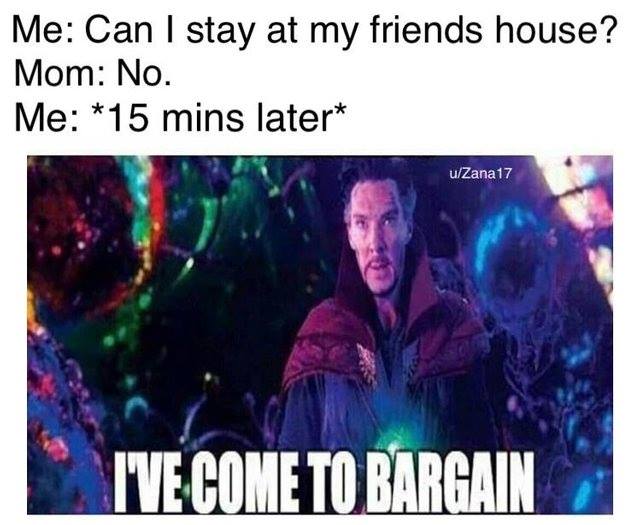 Me: Can I stay at my friends house?
Mom: No.
Me: *15 mins later*
u/Zana17
I'VE COME TO BARGAIN